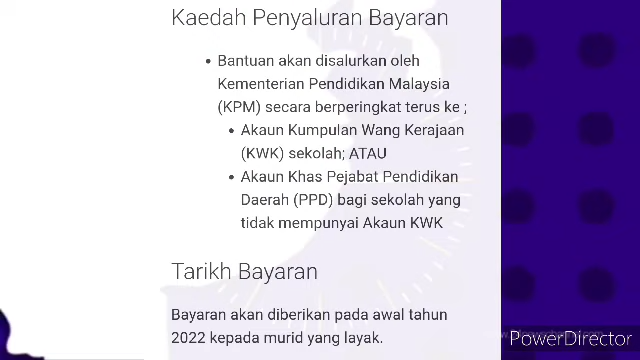 Kaedah Penyaluran Bayaran
• Bantuan akan disalurkan oleh
Kementerian Pendidikan Malaysia
(KPM) secara berperingkat terus ke ;
• Akaun Kumpulan Wang Kerajaan
(KWK) sekolah; ATAU
• Akaun Khas Pejabat Pendidikan
Daerah (PPD) bagi sekolah yang
tidak mempunyai Akaun KWK
Tarikh Bayaran
Bayaran akan diberikan pada awal tahun
2022 kepada murid yang layak.
PowerDirector